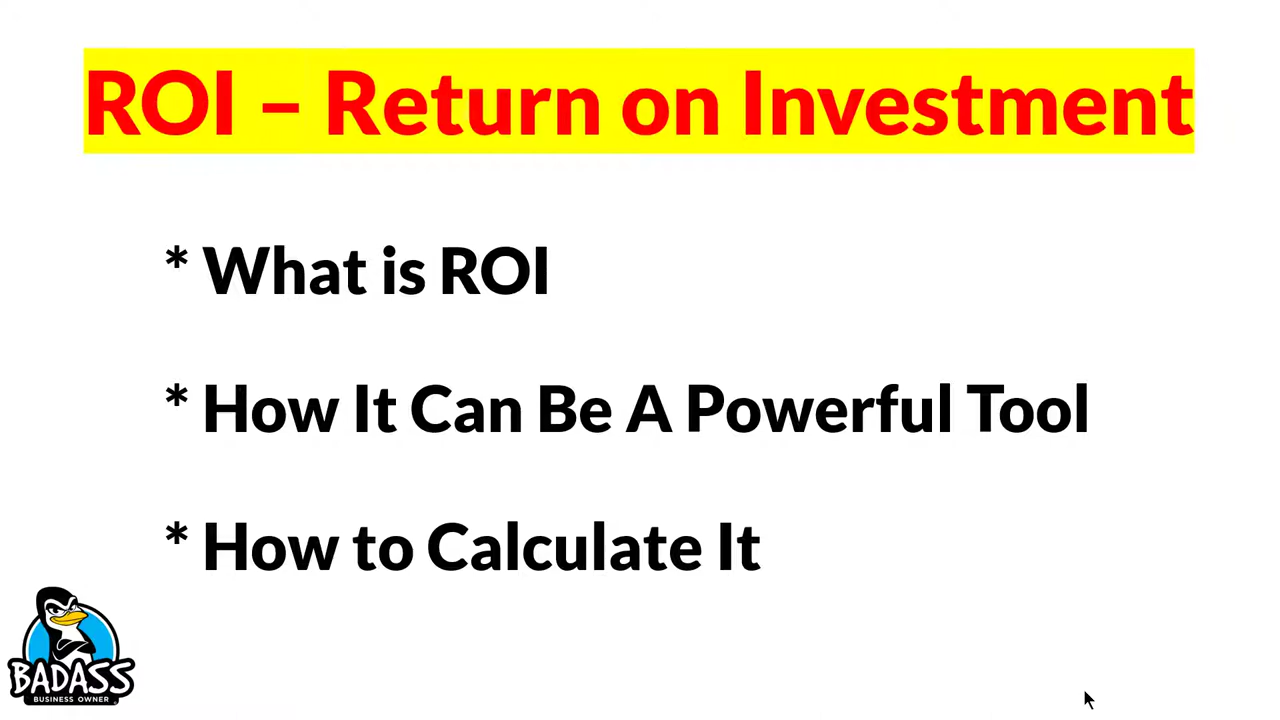 ROI – Return on Investment
* What is ROI
* How It Can Be A Powerful Tool
* How to Calculate It
BADASS
BUSINESS OWNER